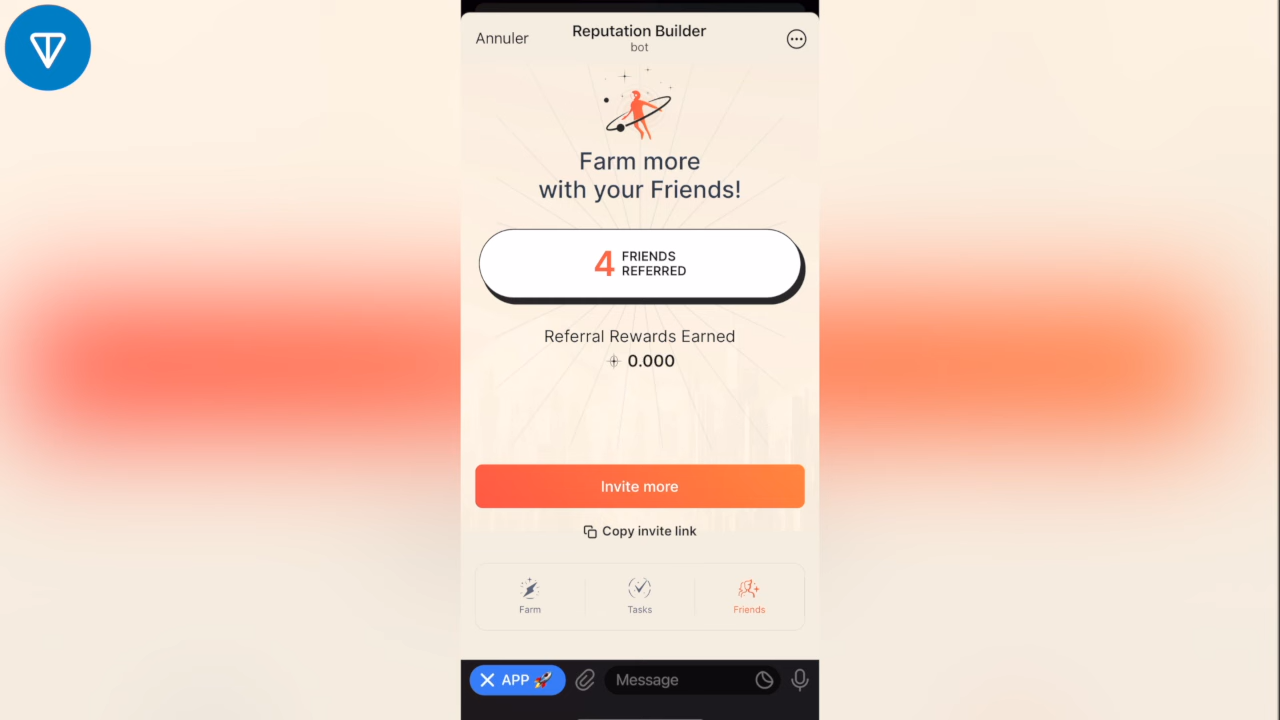 Annuler
Reputation Builder
bot
Farm more
with your Friends!
4 FRIENDS
REFERRED
Referral Rewards Earned
0.000
Invite more
Copy invite link
Farm
Tasks
Friends
APP 🚀
Message